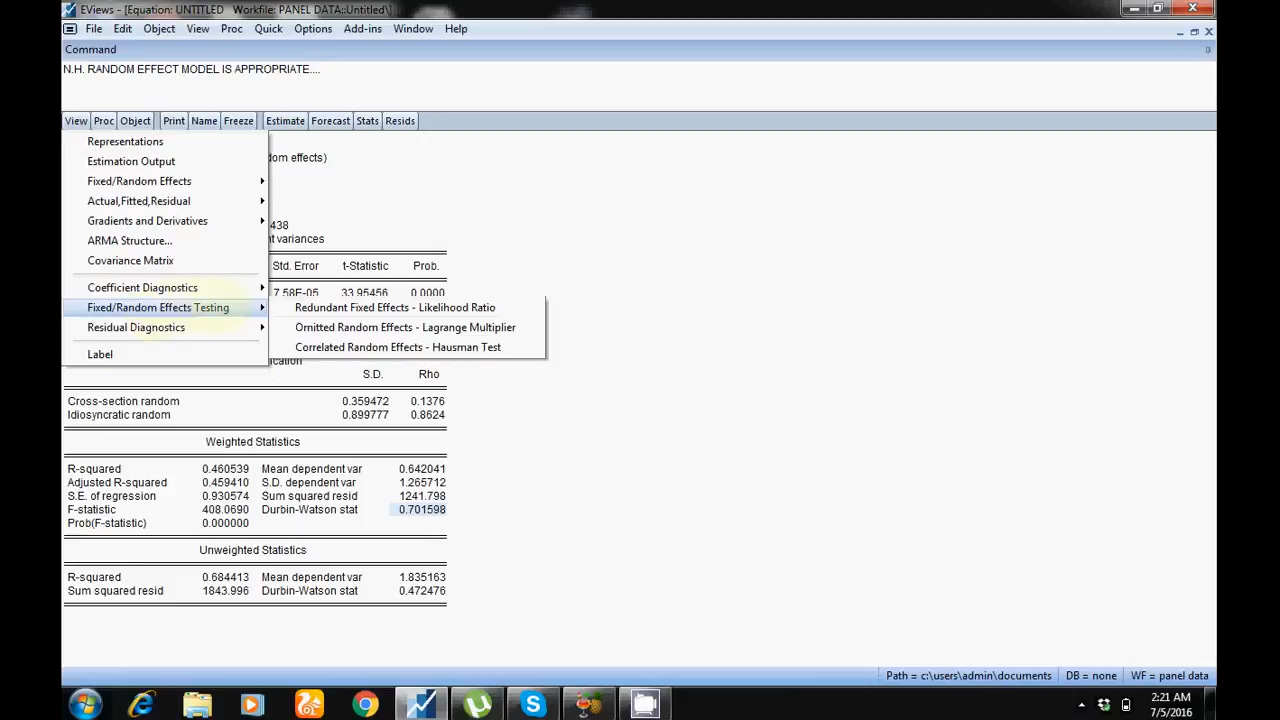 EViews - [Equation: UNTITLED Workfile: PANEL DATA::Untitled\]
File Edit Object View Proc Quick Options Add-ins Window Help
Command
N.H. RANDOM EFFECT MODEL IS APPROPRIATE....
View Proc Object Print Name Freeze Estimate Forecast Stats Resids
Representations
dom effects)
Estimation Output
Fixed/Random Effects
Actual,Fitted,Residual
Gradients and Derivatives
438
ARMA Structure...
nt variances
Covariance Matrix
Std. Error t-Statistic Prob.
Coefficient Diagnostics
7.58E-05 33.95456 0.0000
Fixed/Random Effects Testing
Redundant Fixed Effects - Likelihood Ratio
Residual Diagnostics
Omitted Random Effects - Lagrange Multiplier
Correlated Random Effects - Hausman Test
Label
ication
S.D. Rho
Cross-section random 0.359472 0.1376
Idiosyncratic random 0.899777 0.8624
Weighted Statistics
R-squared 0.460539 Mean dependent var 0.642041
Adjusted R-squared 0.459410 S.D. dependent var 1.265712
S.E. of regression 0.930574 Sum squared resid 1241.798
F-statistic 408.0690 Durbin-Watson stat 0.701598
Prob(F-statistic) 0.000000
Unweighted Statistics
R-squared 0.684413 Mean dependent var 1.835163
Sum squared resid 1843.996 Durbin-Watson stat 0.472476
Path = c:\users\admin\documents DB = none WF = panel data
2:21 AM
7/5/2016